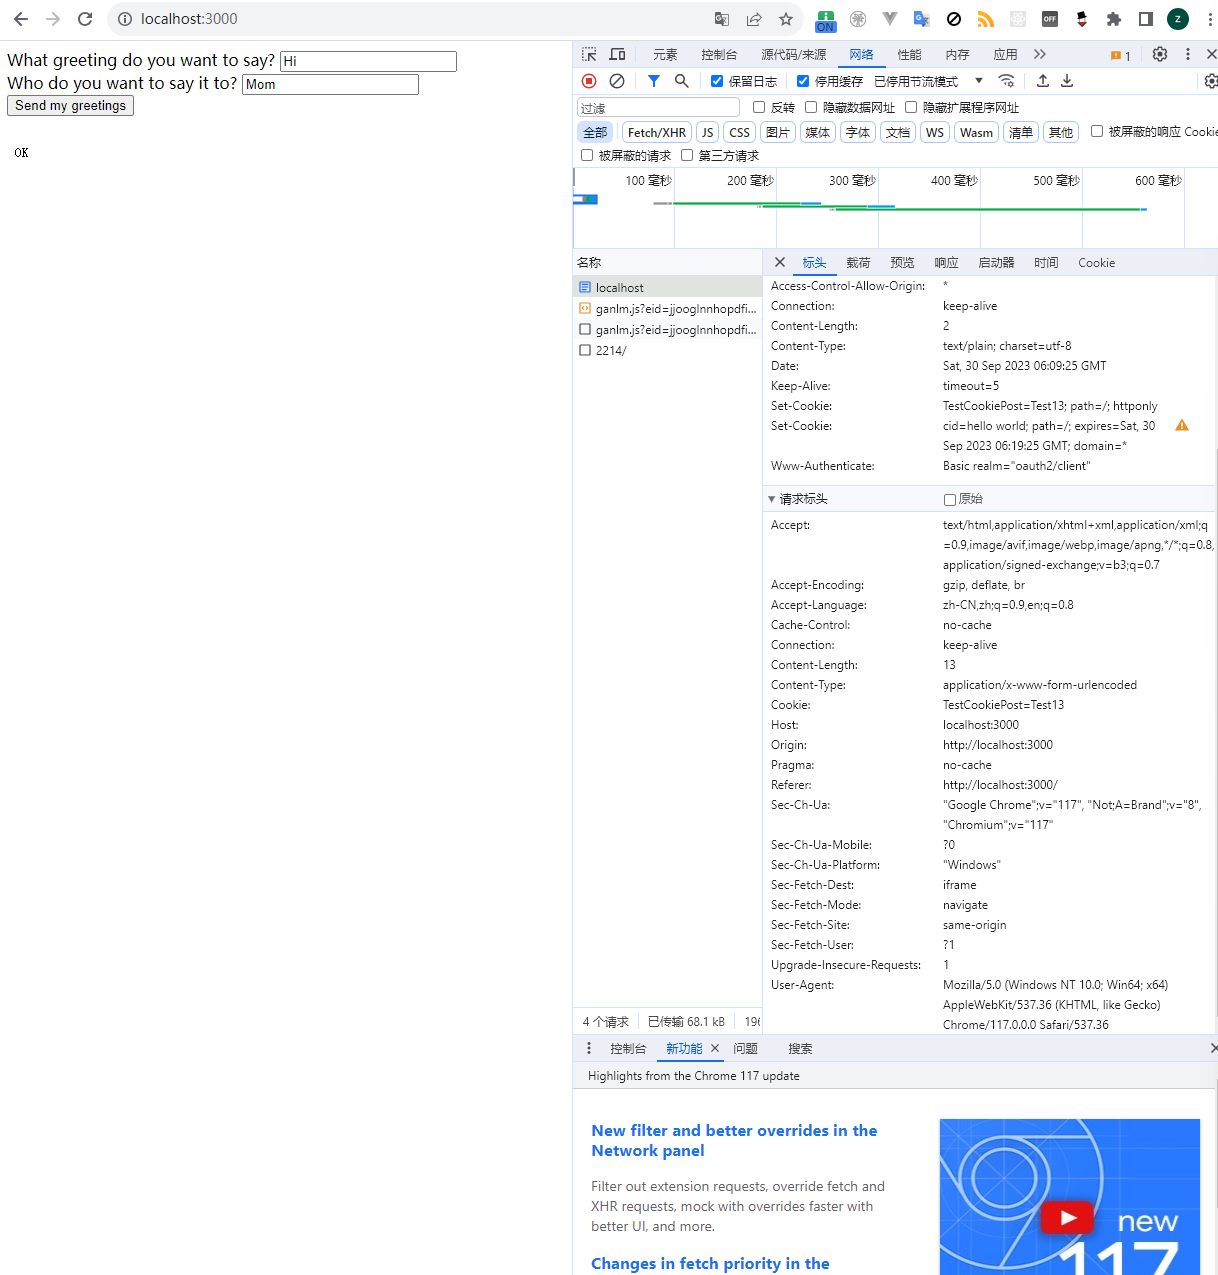 localhost:3000
ON
OFF
Z
What greeting do you want to say? Hi
Who do you want to say it to? Mom
Send my greetings
OK
元素 控制台 源代码/来源 网络 性能 内存 应用 1
保留日志 停用缓存 已停用节流模式
过滤 反转 隐藏数据网址 隐藏扩展程序网址
全部 Fetch/XHR JS CSS 图片 媒体 字体 文档 WS Wasm 清单 其他 被屏蔽的响应 Cookie
被屏蔽的请求 第三方请求
100 毫秒 200 毫秒 300 毫秒 400 毫秒 500 毫秒 600 毫秒
名称
localhost
ganlm.js?eid=jjooglnnhopdfi...
ganlm.js?eid=jjooglnnhopdfi...
2214/
标头 载荷 预览 响应 启动器 时间 Cookie
Access-Control-Allow-Origin: *
Connection: keep-alive
Content-Length: 2
Content-Type: text/plain; charset=utf-8
Date: Sat, 30 Sep 2023 06:09:25 GMT
Keep-Alive: timeout=5
Set-Cookie: TestCookiePost=Test13; path=/; httponly
Set-Cookie: cid=hello world; path=/; expires=Sat, 30
Sep 2023 06:19:25 GMT; domain=*
Www-Authenticate: Basic realm="oauth2/client"
请求标头 原始
Accept: text/html,application/xhtml+xml,application/xml;q
=0.9,image/avif,image/webp,image/apng,*/*;q=0.8,
application/signed-exchange;v=b3;q=0.7
Accept-Encoding: gzip, deflate, br
Accept-Language: zh-CN,zh;q=0.9,en;q=0.8
Cache-Control: no-cache
Connection: keep-alive
Content-Length: 13
Content-Type: application/x-www-form-urlencoded
Cookie: TestCookiePost=Test13
Host: localhost:3000
Origin: http://localhost:3000
Pragma: no-cache
Referer: http://localhost:3000/
Sec-Ch-Ua: "Google Chrome";v="117", "Not;A=Brand";v="8",
"Chromium";v="117"
Sec-Ch-Ua-Mobile: ?0
Sec-Ch-Ua-Platform: "Windows"
Sec-Fetch-Dest: iframe
Sec-Fetch-Mode: navigate
Sec-Fetch-Site: same-origin
Sec-Fetch-User: ?1
Upgrade-Insecure-Requests: 1
User-Agent: Mozilla/5.0 (Windows NT 10.0; Win64; x64)
AppleWebKit/537.36 (KHTML, like Gecko)
Chrome/117.0.0.0 Safari/537.36
4 个请求 已传输 68.1 kB
控制台 新功能 问题 搜索
Highlights from the Chrome 117 update
New filter and better overrides in the
Network panel
Filter out extension requests, override fetch and
XHR requests, mock with overrides faster with
better UI, and more.
Changes in fetch priority in the
new
117